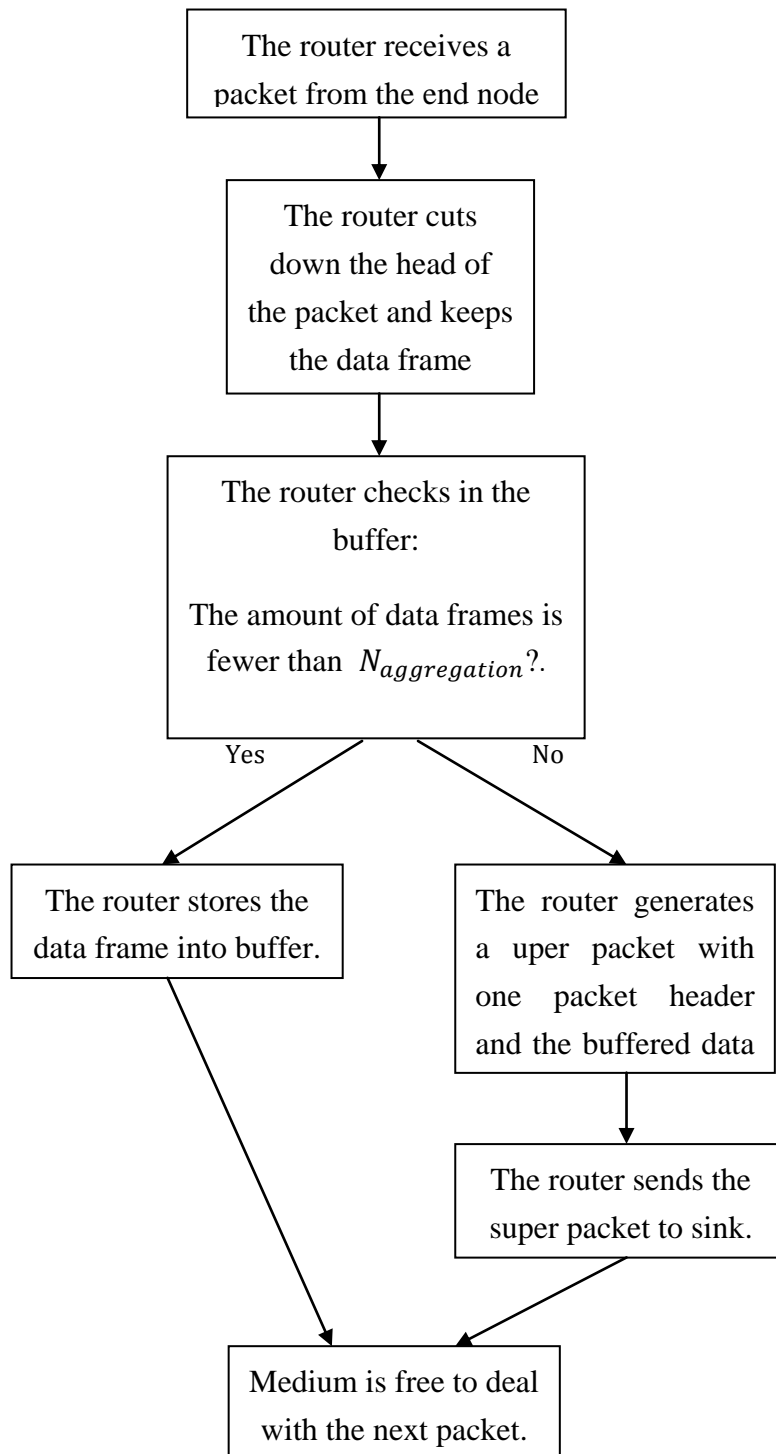 The router receives a
packet from the end node
The router cuts
down the head of
the packet and keeps
the data frame
The router checks in the
buffer:
The amount of data frames is
fewer than N_aggregation?.
Yes
No
The router stores the
data frame into buffer.
The router generates
a uper packet with
one packet header
and the buffered data
The router sends the
super packet to sink.
Medium is free to deal
with the next packet.